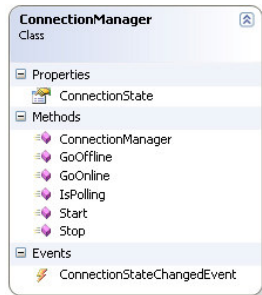 ConnectionManager
Class
Properties
ConnectionState
Methods
ConnectionManager
GoOffline
GoOnline
IsPolling
Start
Stop
Events
ConnectionStateChangedEvent